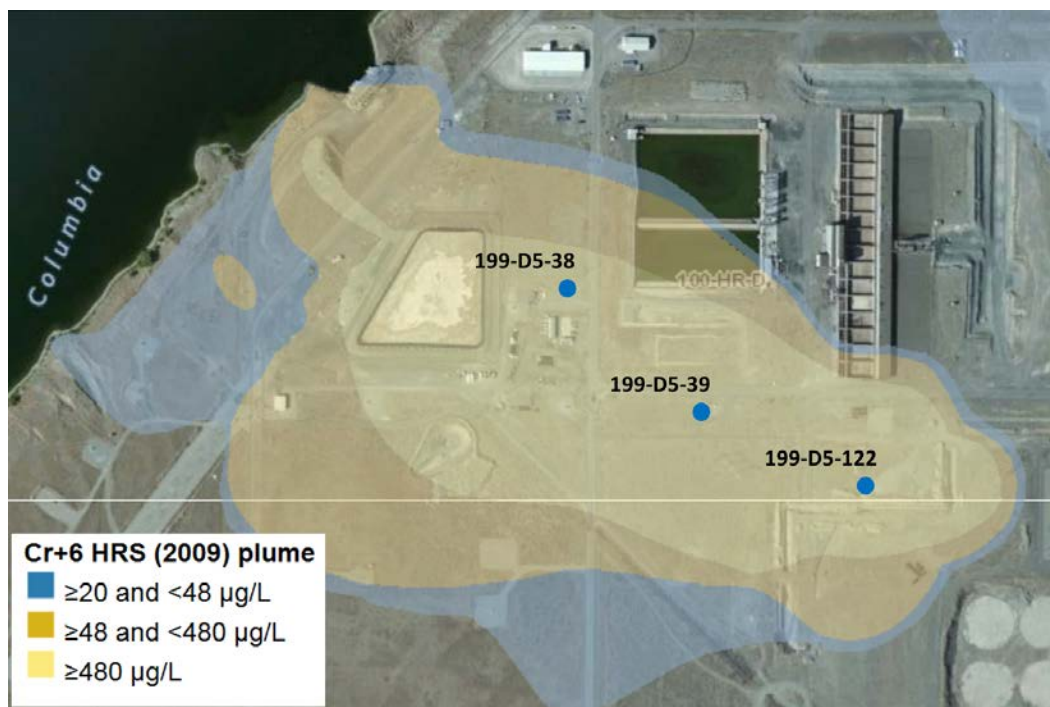 Columbia
199-D5-38
100-HR-D
199-D5-39
199-D5-122
Cr+6 HRS (2009) plume
≥20 and <48 µg/L
≥48 and <480 µg/L
≥480 µg/L